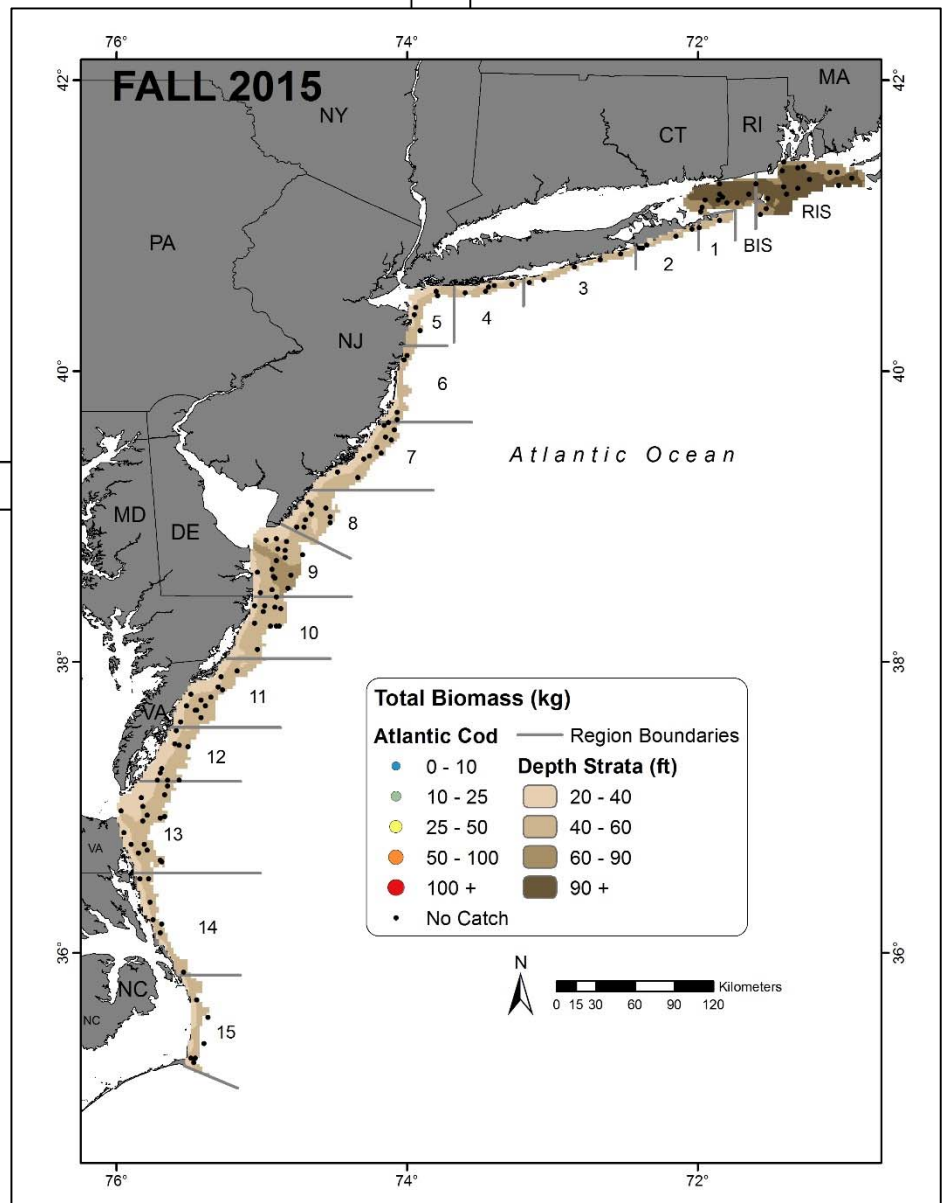 76°
74°
72°
42°
42°
FALL 2015
NY
MA
CT
RI
RIS
BIS
1
2
3
4
5
PA
NJ
40°
40°
6
Atlantic Ocean
7
MD
DE
8
9
10
38°
38°
11
VA
12
13
VA
14
36°
36°
NC
NC
15
Total Biomass (kg)
Atlantic Cod
0 - 10
10 - 25
25 - 50
50 - 100
100 +
No Catch
Region Boundaries
Depth Strata (ft)
20 - 40
40 - 60
60 - 90
90 +
N
Kilometers
0 15 30 60 90 120
76°
74°
72°